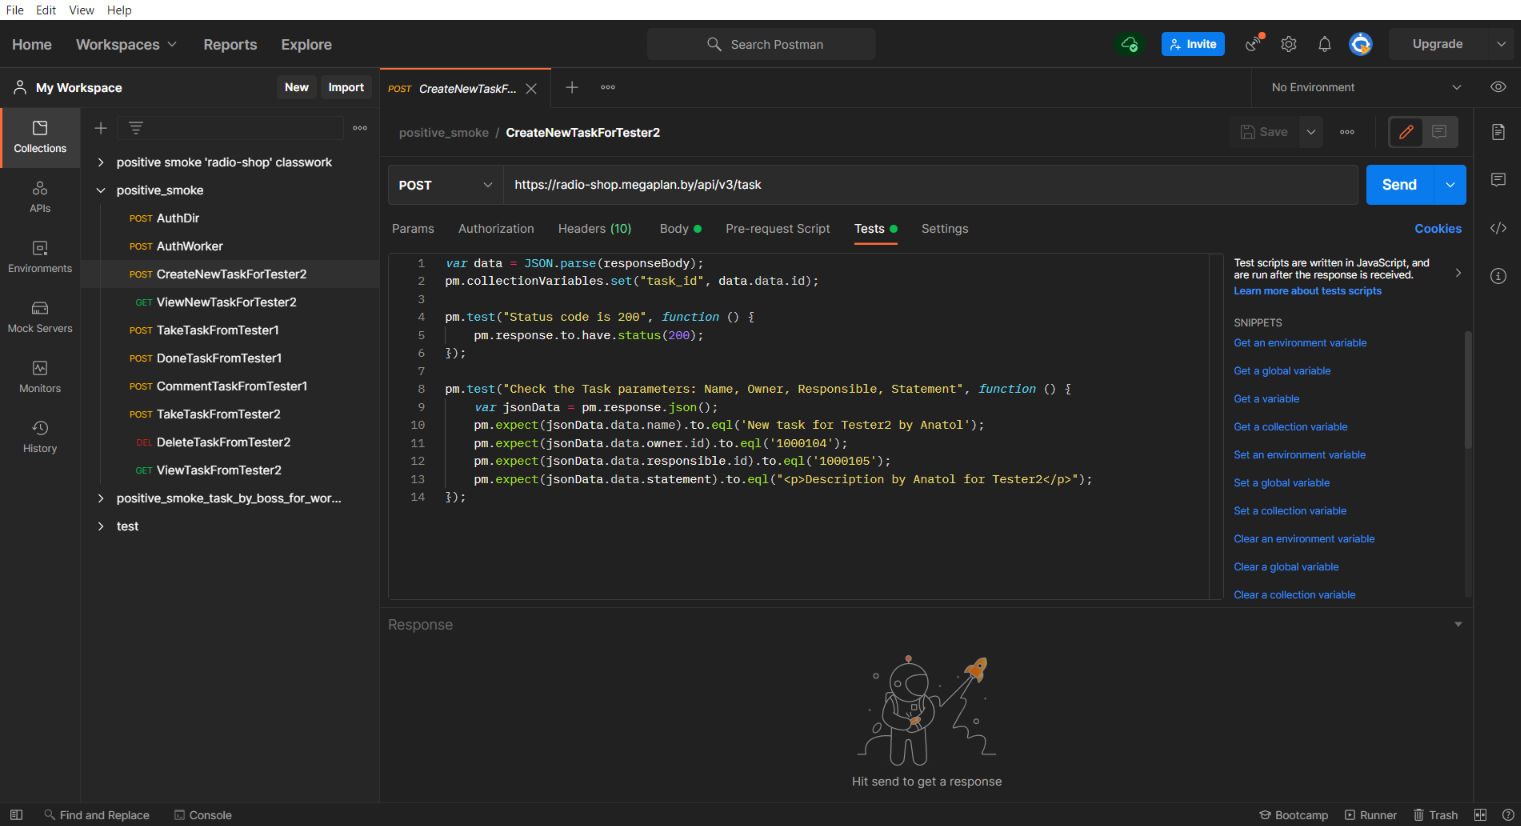 File Edit View Help
Home Workspaces Reports Explore Search Postman Invite Upgrade
My Workspace New Import
POST CreateNewTaskF... No Environment
positive_smoke / CreateNewTaskForTester2 Save
Collections
APIs
Environments
Mock Servers
Monitors
History
positive smoke 'radio-shop' classwork
positive_smoke
POST AuthDir
POST AuthWorker
POST CreateNewTaskForTester2
GET ViewNewTaskForTester2
POST TakeTaskFromTester1
POST DoneTaskFromTester1
POST CommentTaskFromTester1
POST TakeTaskFromTester2
DEL DeleteTaskFromTester2
GET ViewTaskFromTester2
positive_smoke_task_by_boss_for_wor...
test
POST https://radio-shop.megaplan.by/api/v3/task Send
Params Authorization Headers (10) Body Pre-request Script Tests Settings Cookies
1 var data = JSON.parse(responseBody);
2 pm.collectionVariables.set("task_id", data.data.id);
3
4 pm.test("Status code is 200", function () {
5 pm.response.to.have.status(200);
6 });
7
8 pm.test("Check the Task parameters: Name, Owner, Responsible, Statement", function () {
9 var jsonData = pm.response.json();
10 pm.expect(jsonData.data.name).to.eql('New task for Tester2 by Anatol');
11 pm.expect(jsonData.data.owner.id).to.eql('1000104');
12 pm.expect(jsonData.data.responsible.id).to.eql('1000105');
13 pm.expect(jsonData.data.statement).to.eql("<p>Description by Anatol for Tester2</p>");
14 });
Test scripts are written in JavaScript, and
are run after the response is received.
Learn more about tests scripts
SNIPPETS
Get an environment variable
Get a global variable
Get a variable
Get a collection variable
Set an environment variable
Set a global variable
Set a collection variable
Clear an environment variable
Clear a global variable
Clear a collection variable
Response
Hit send to get a response
Find and Replace Console Bootcamp Runner Trash